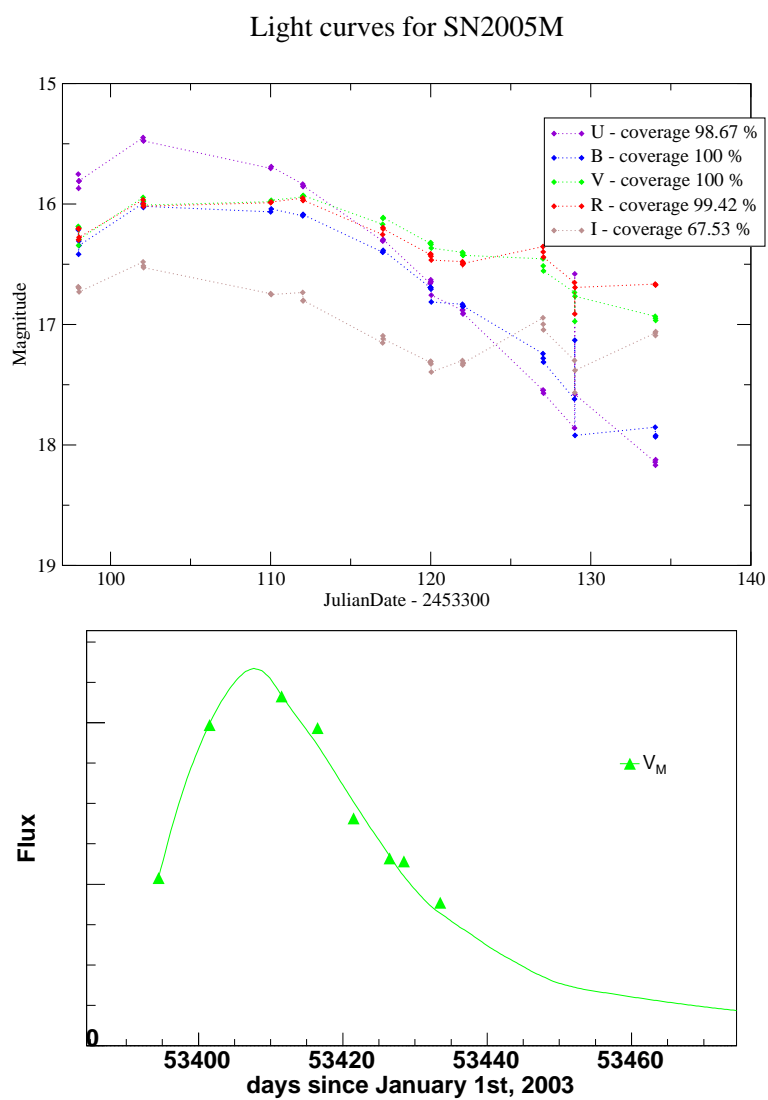 Light curves for SN2005M
15
16
17
18
19
Magnitude
U - coverage 98.67 %
B - coverage 100 %
V - coverage 100 %
R - coverage 99.42 %
I - coverage 67.53 %
100 110 120 130 140
JulianDate - 2453300
Flux
V_M
0
53400 53420 53440 53460
days since January 1st, 2003